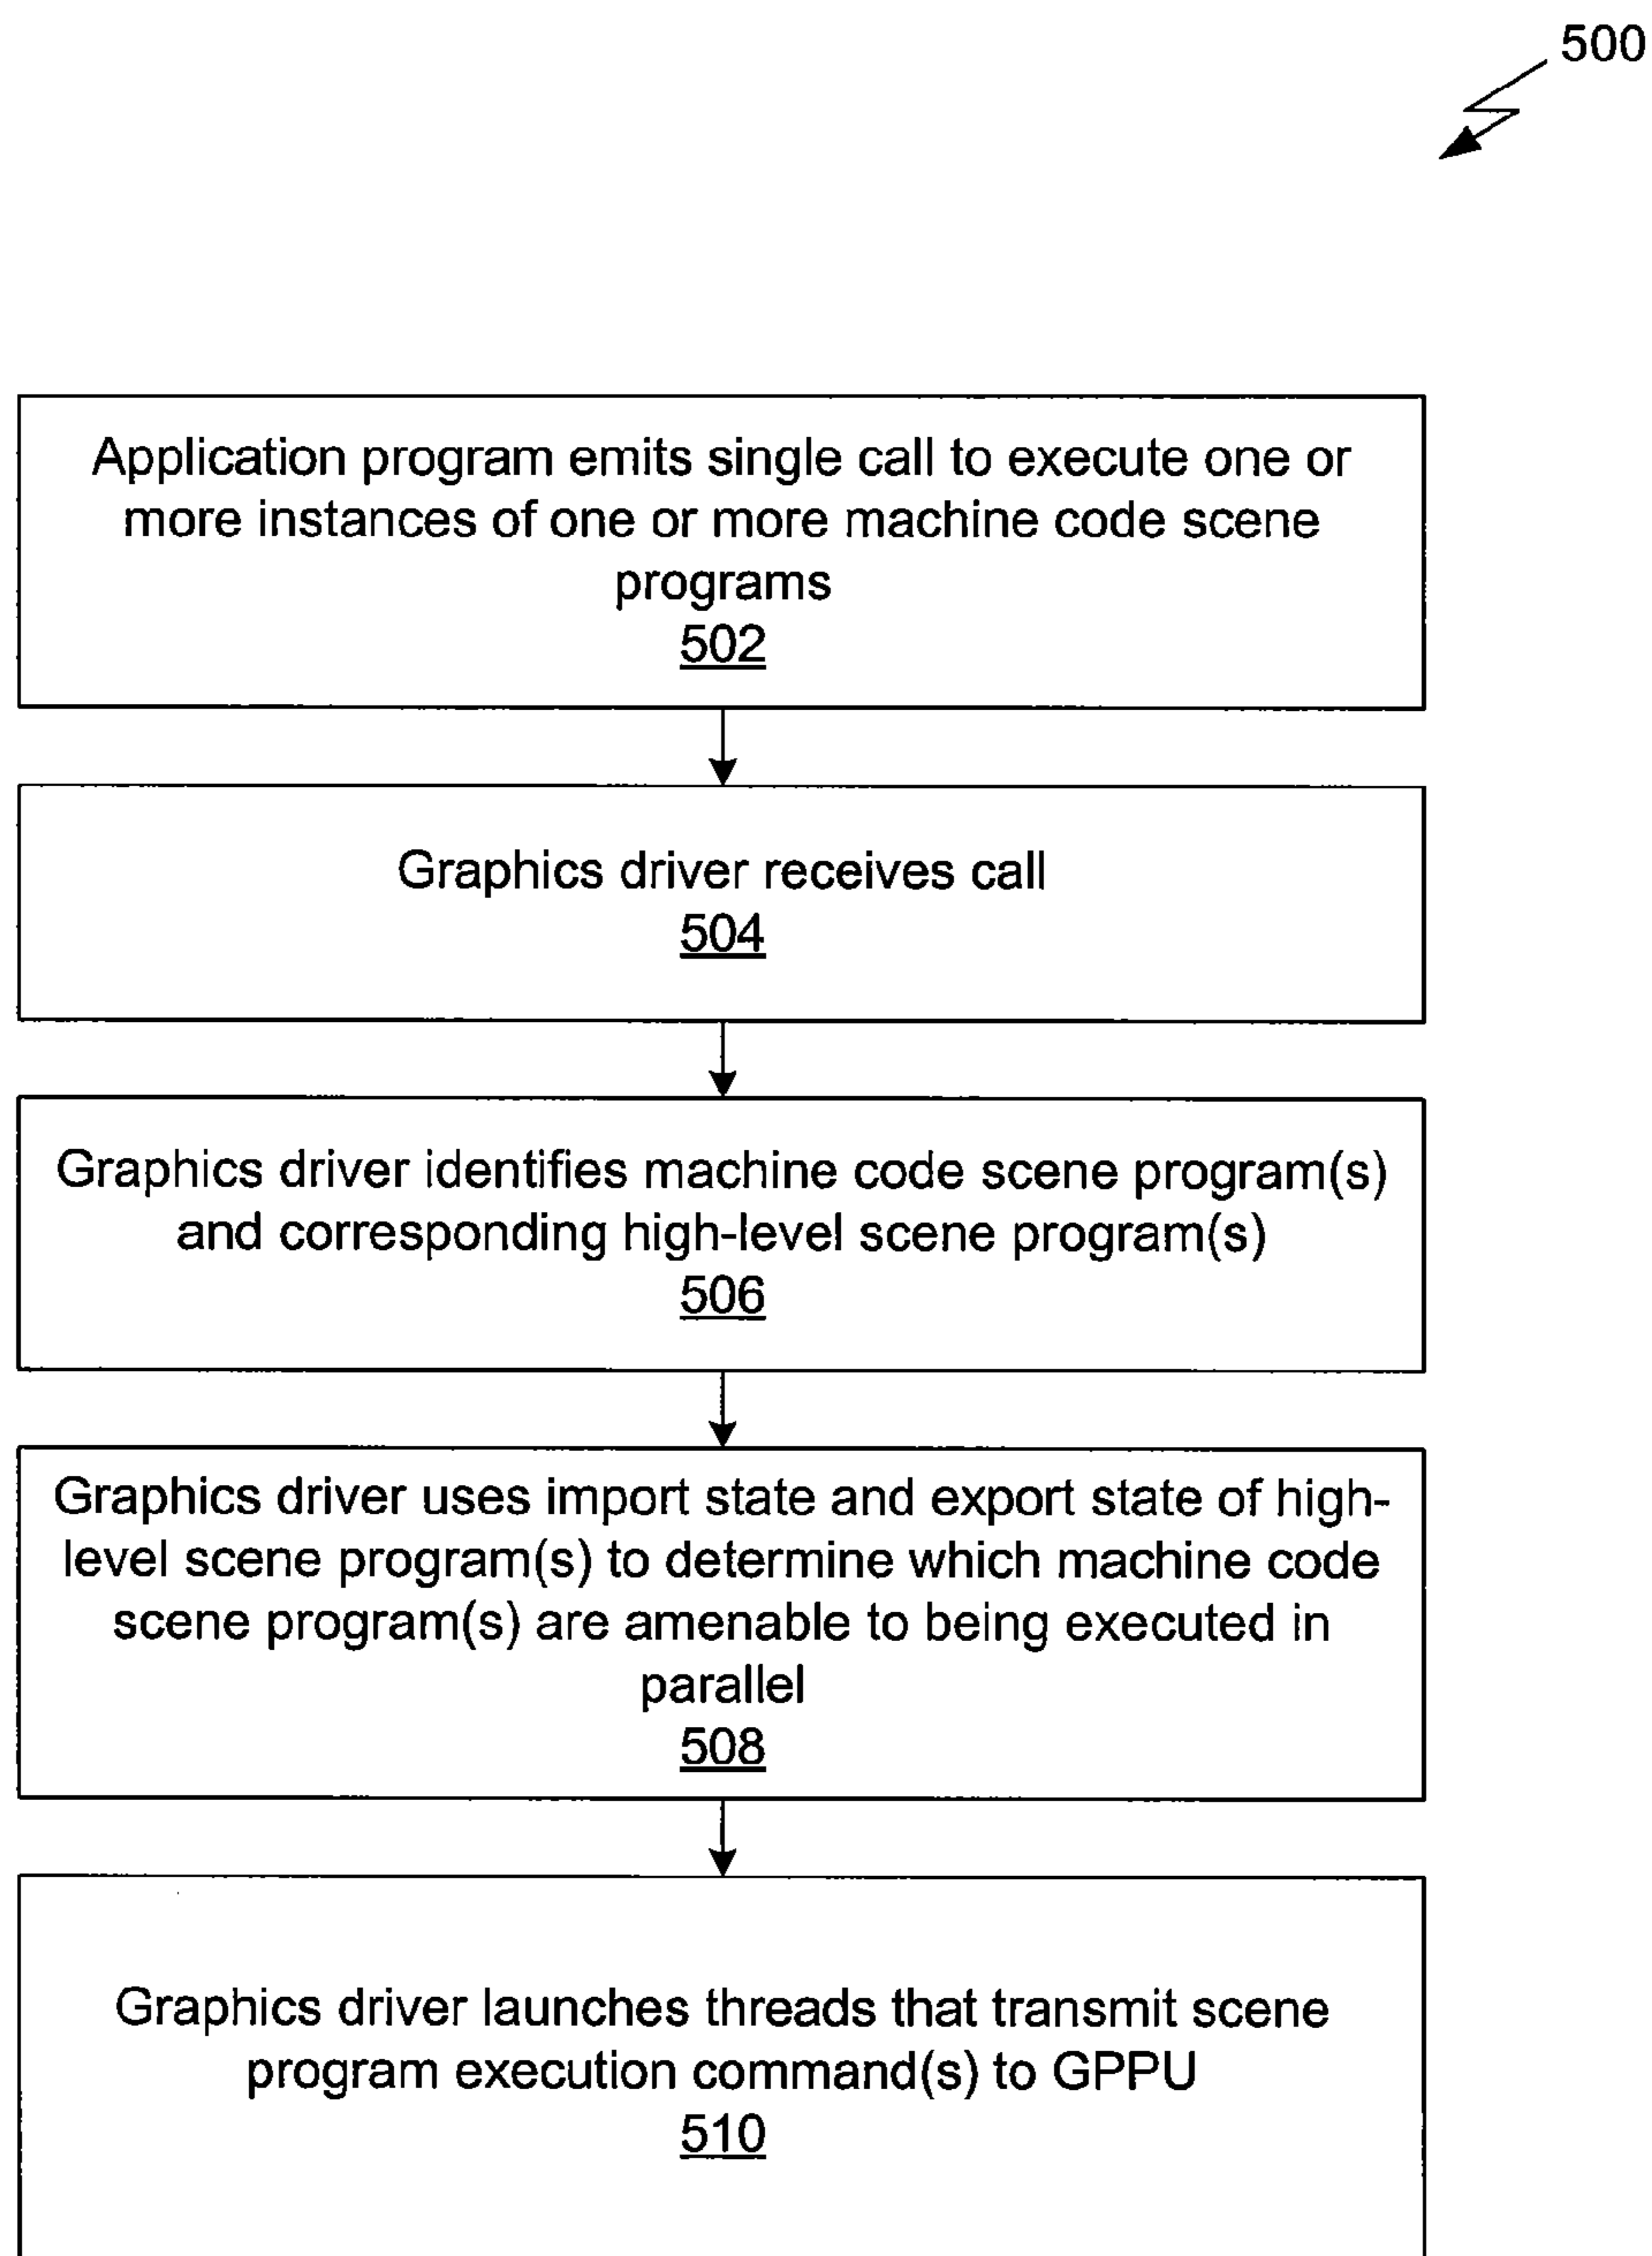 500
Application program emits single call to execute one or
more instances of one or more machine code scene
programs
502
Graphics driver receives call
504
Graphics driver identifies machine code scene program(s)
and corresponding high-level scene program(s)
506
Graphics driver uses import state and export state of high-
level scene program(s) to determine which machine code
scene program(s) are amenable to being executed in
parallel
508
Graphics driver launches threads that transmit scene
program execution command(s) to GPPU
510